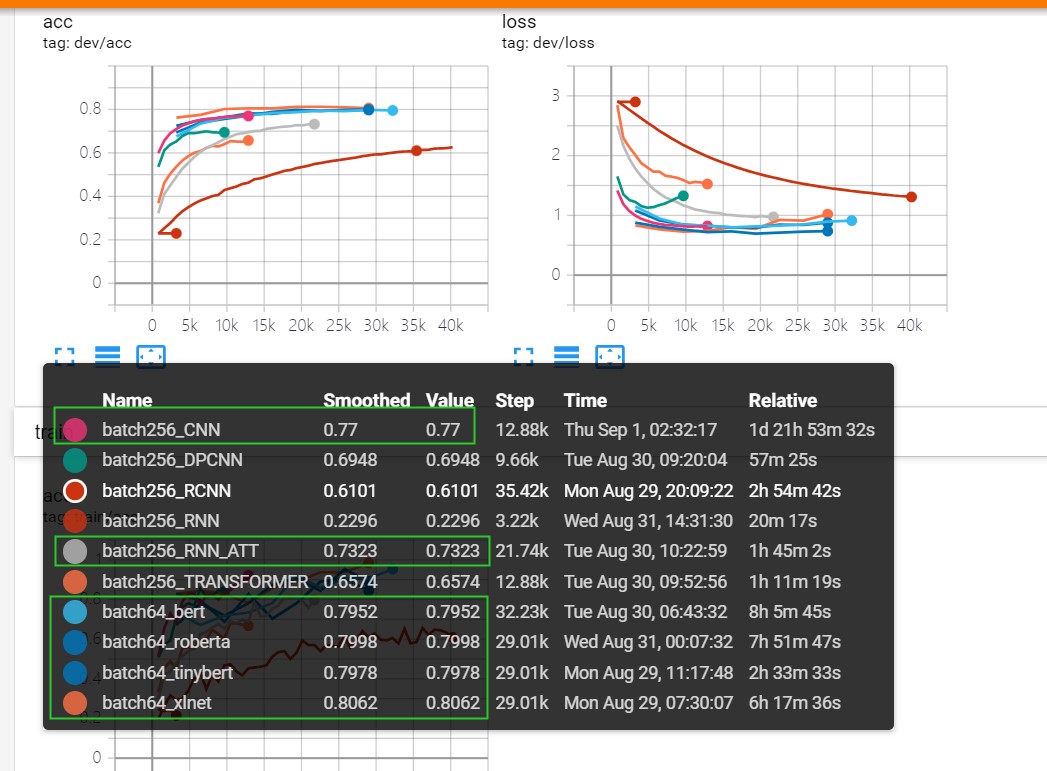 acc
tag: dev/acc
0.8
0.6
0.4
0.2
0
0 5k 10k 15k 20k 25k 30k 35k 40k
loss
tag: dev/loss
3
2
1
0
0 5k 10k 15k 20k 25k 30k 35k 40k
Name Smoothed Value Step Time Relative
batch256_CNN 0.77 0.77 12.88k Thu Sep 1, 02:32:17 1d 21h 53m 32s
batch256_DPCNN 0.6948 0.6948 9.66k Tue Aug 30, 09:20:04 57m 25s
batch256_RCNN 0.6101 0.6101 35.42k Mon Aug 29, 20:09:22 2h 54m 42s
batch256_RNN 0.2296 0.2296 3.22k Wed Aug 31, 14:31:30 20m 17s
batch256_RNN_ATT 0.7323 0.7323 21.74k Tue Aug 30, 10:22:59 1h 45m 2s
batch256_TRANSFORMER 0.6574 0.6574 12.88k Tue Aug 30, 09:52:56 1h 11m 19s
batch64_bert 0.7952 0.7952 32.23k Tue Aug 30, 06:43:32 8h 5m 45s
batch64_roberta 0.7998 0.7998 29.01k Wed Aug 31, 00:07:32 7h 51m 47s
batch64_tinybert 0.7978 0.7978 29.01k Mon Aug 29, 11:17:48 2h 33m 33s
batch64_xlnet 0.8062 0.8062 29.01k Mon Aug 29, 07:30:07 6h 17m 36s
0.2
0